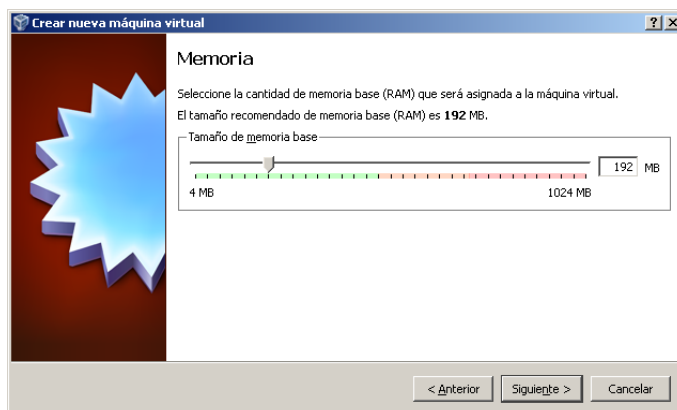 Crear nueva máquina virtual
Memoria
Seleccione la cantidad de memoria base (RAM) que será asignada a la máquina virtual.
El tamaño recomendado de memoria base (RAM) es 192 MB.
Tamaño de memoria base
192 MB
4 MB 1024 MB
< Anterior Siguiente > Cancelar